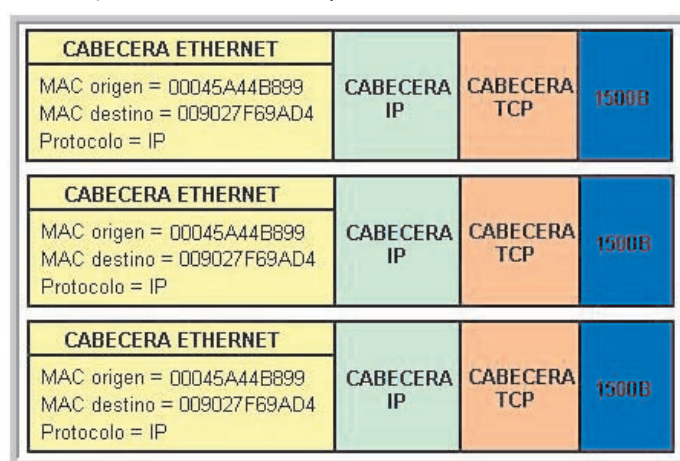 CABECERA ETHERNET
MAC origen = 00045A44B899
MAC destino = 009027F69AD4
Protocolo = IP
CABECERA
IP
CABECERA
TCP
1500B
CABECERA ETHERNET
MAC origen = 00045A44B899
MAC destino = 009027F69AD4
Protocolo = IP
CABECERA
IP
CABECERA
TCP
1500B
CABECERA ETHERNET
MAC origen = 00045A44B899
MAC destino = 009027F69AD4
Protocolo = IP
CABECERA
IP
CABECERA
TCP
1500B